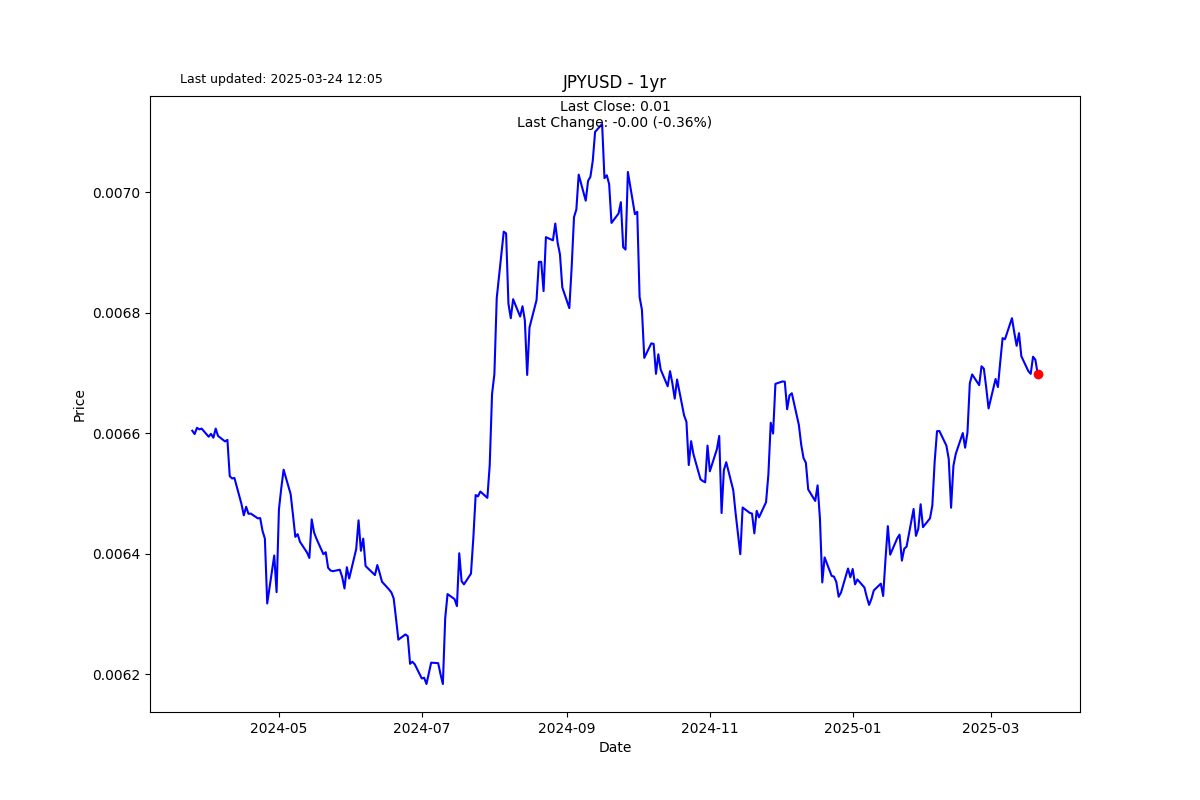 Last updated: 2025-03-24 12:05
JPYUSD - 1yr
Last Close: 0.01
Last Change: -0.00 (-0.36%)
0.0070
0.0068
0.0066
0.0064
0.0062
Price
2024-05
2024-07
2024-09
2024-11
2025-01
2025-03
Date